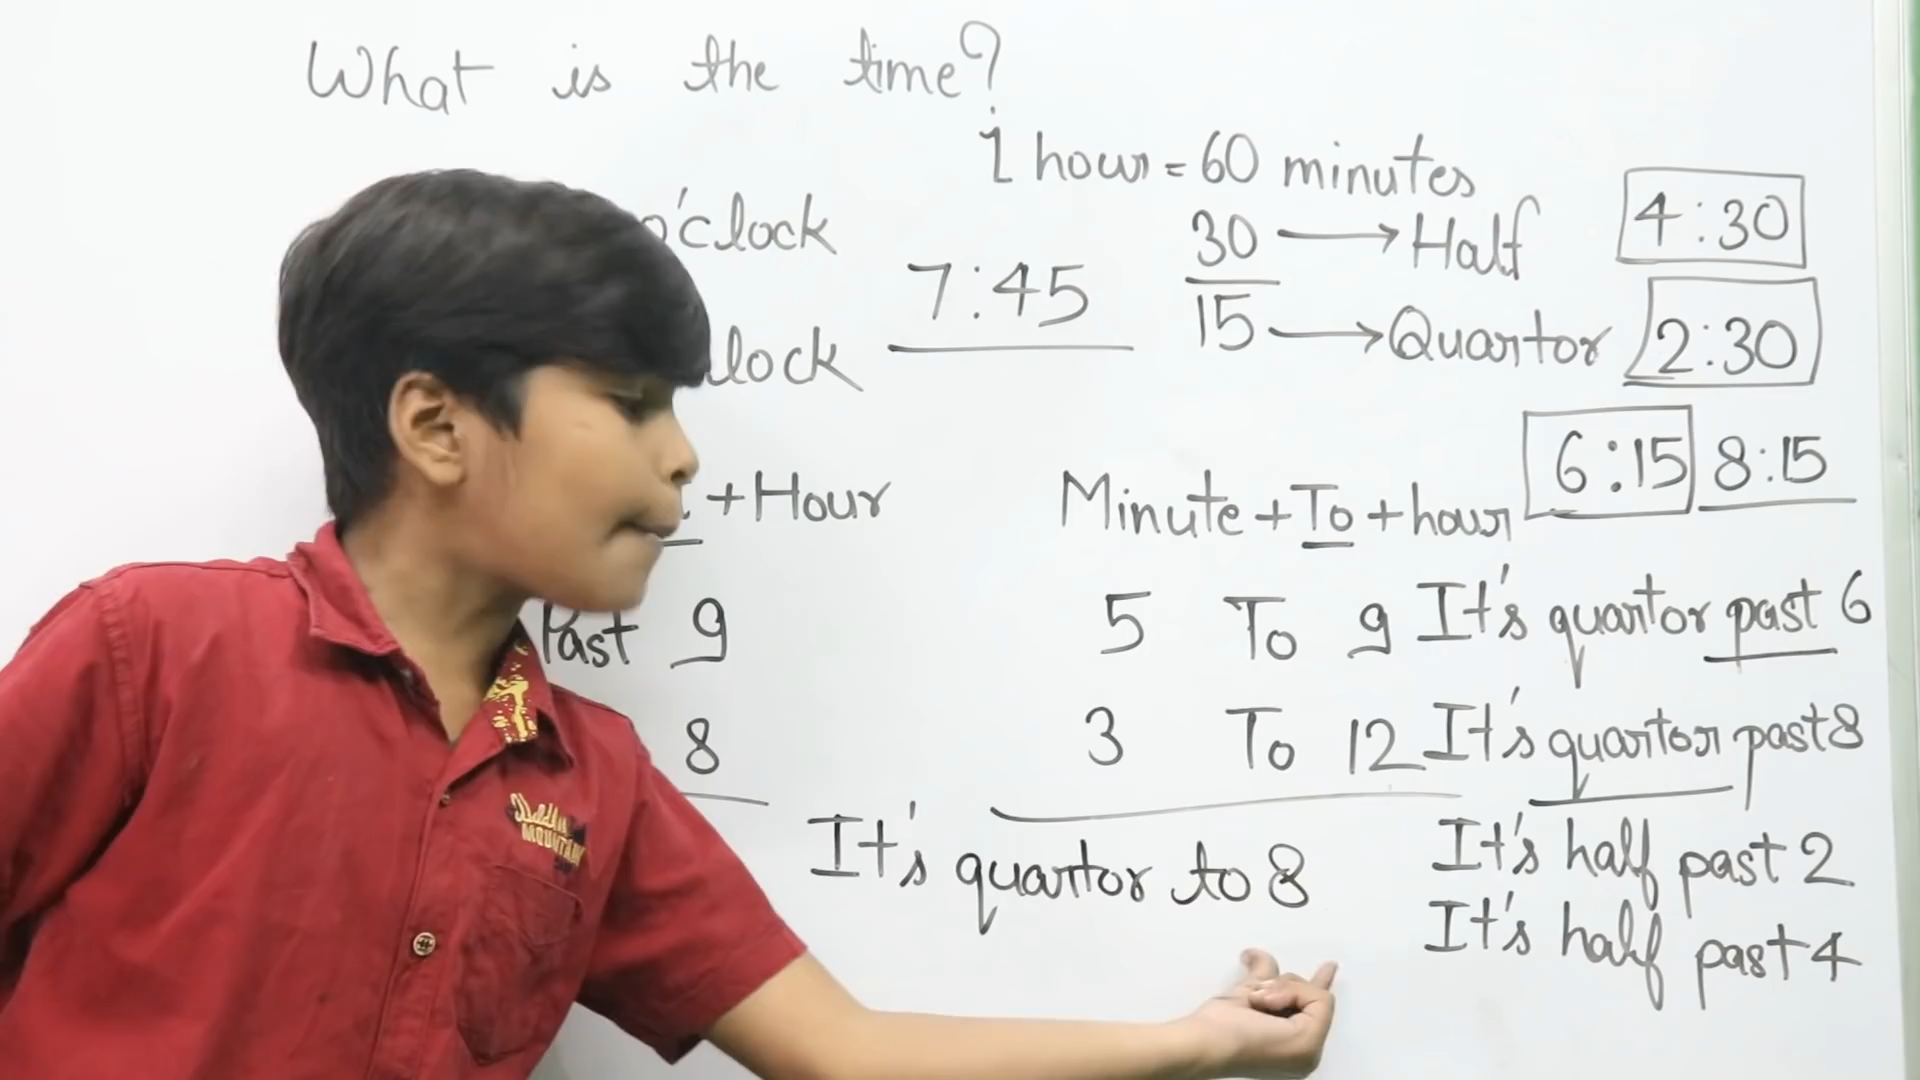 What is the time?
1 hour = 60 minutes
o'clock
7:45
30 → Half
4:30
15 → Quartor
2:30
lock
6:15
8:15
+ Hour
Minute + To + hour
Past 9
5 To 9
It's quartor past 6
8
3 To 12
It's quartor past 8
It's quartor to 8
It's half past 2
It's half past 4
MOUNTAIN